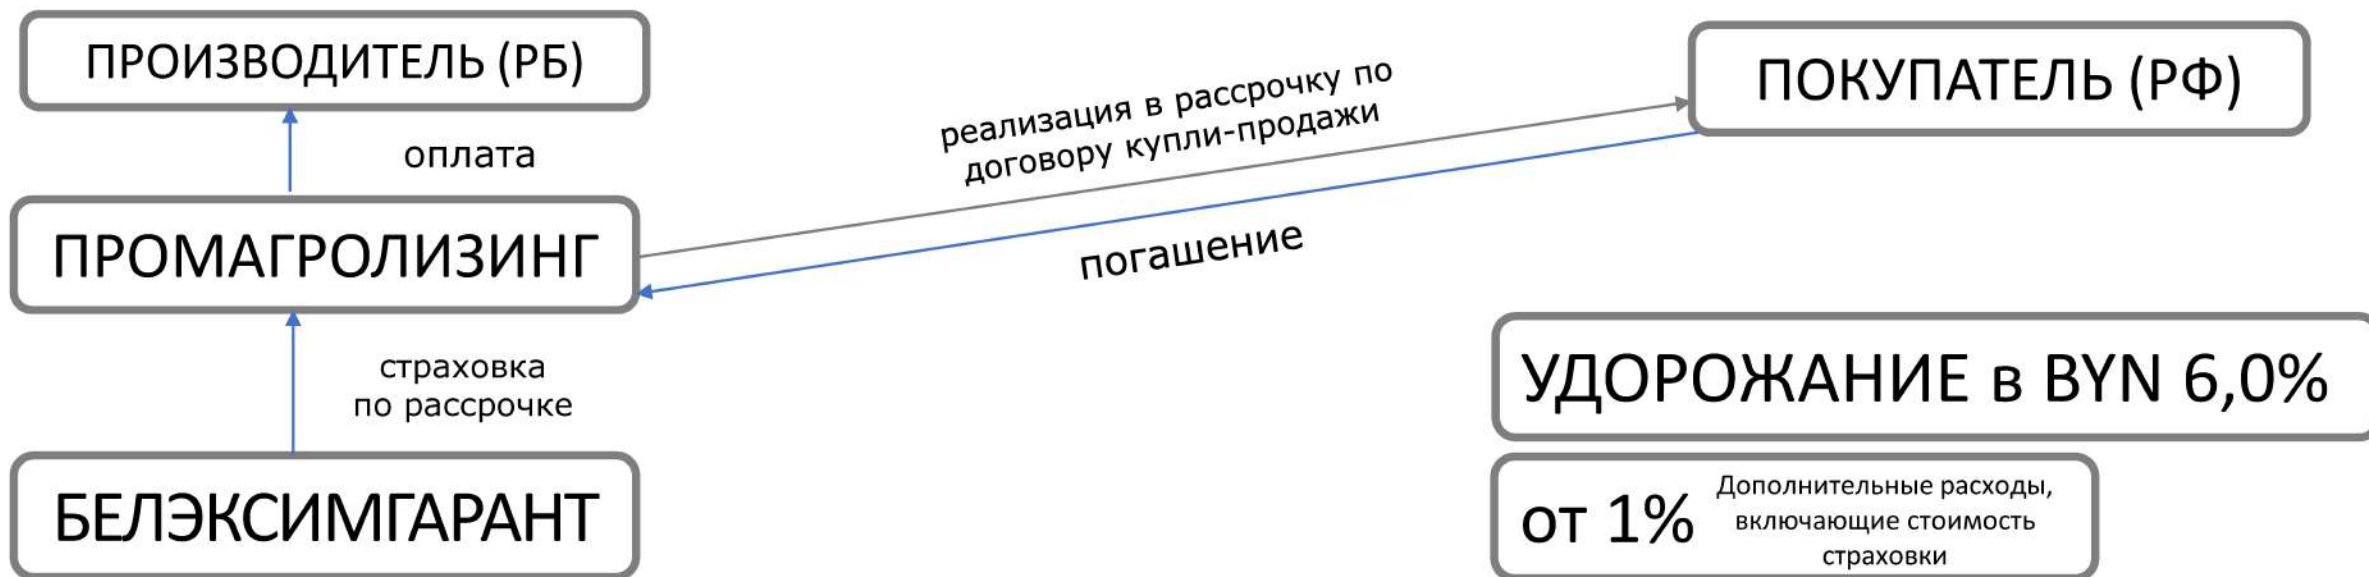 ПРОИЗВОДИТЕЛЬ (РБ)
ПОКУПАТЕЛЬ (РФ)
оплата
реализация в рассрочку по
договору купли-продажи
ПРОМАГРОЛИЗИНГ
погашение
страховка
по рассрочке
УДОРОЖАНИЕ в BYN 6,0%
БЕЛЭКСИМГАРАНТ
от 1%
Дополнительные расходы,
включающие стоимость
страховки